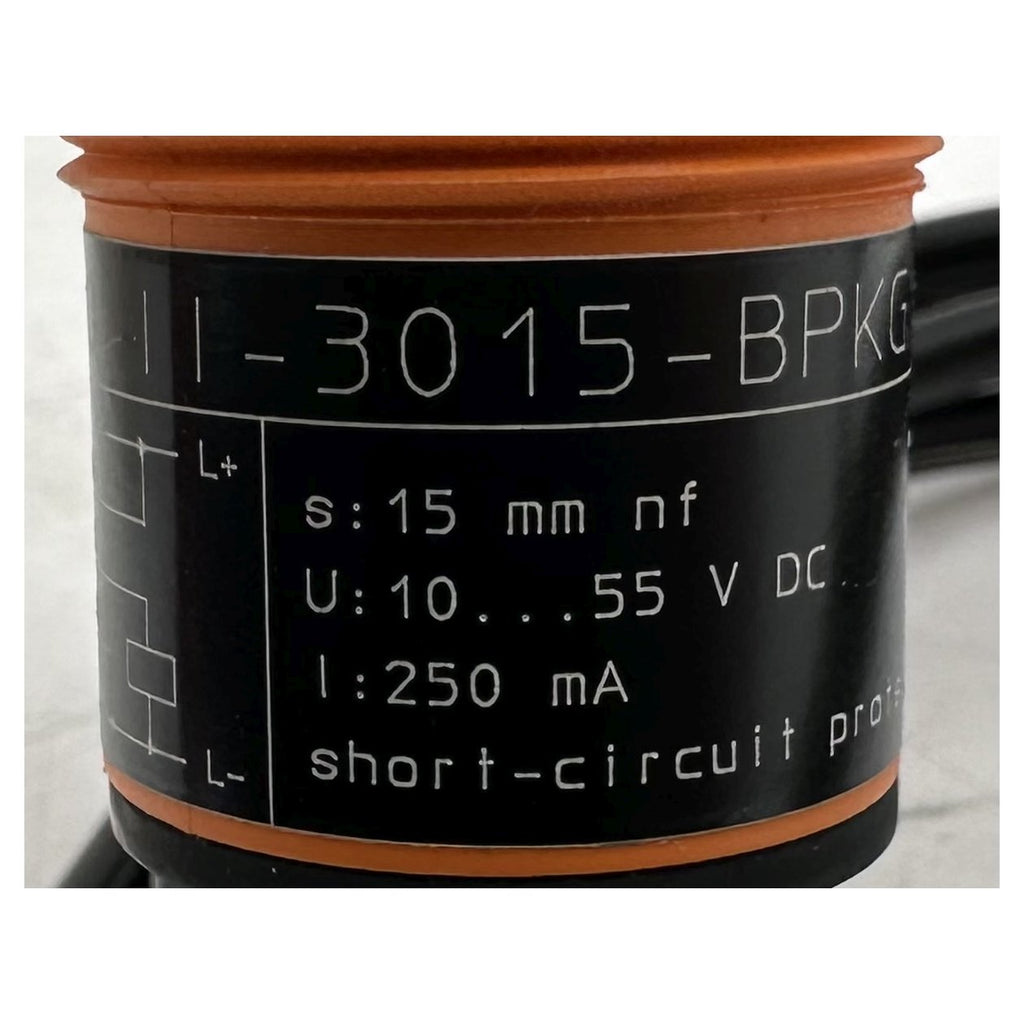 II-3015-BPKG
L+
s:15 mm nf
U:10...55 V DC
I:250 mA
short-circuit
L-